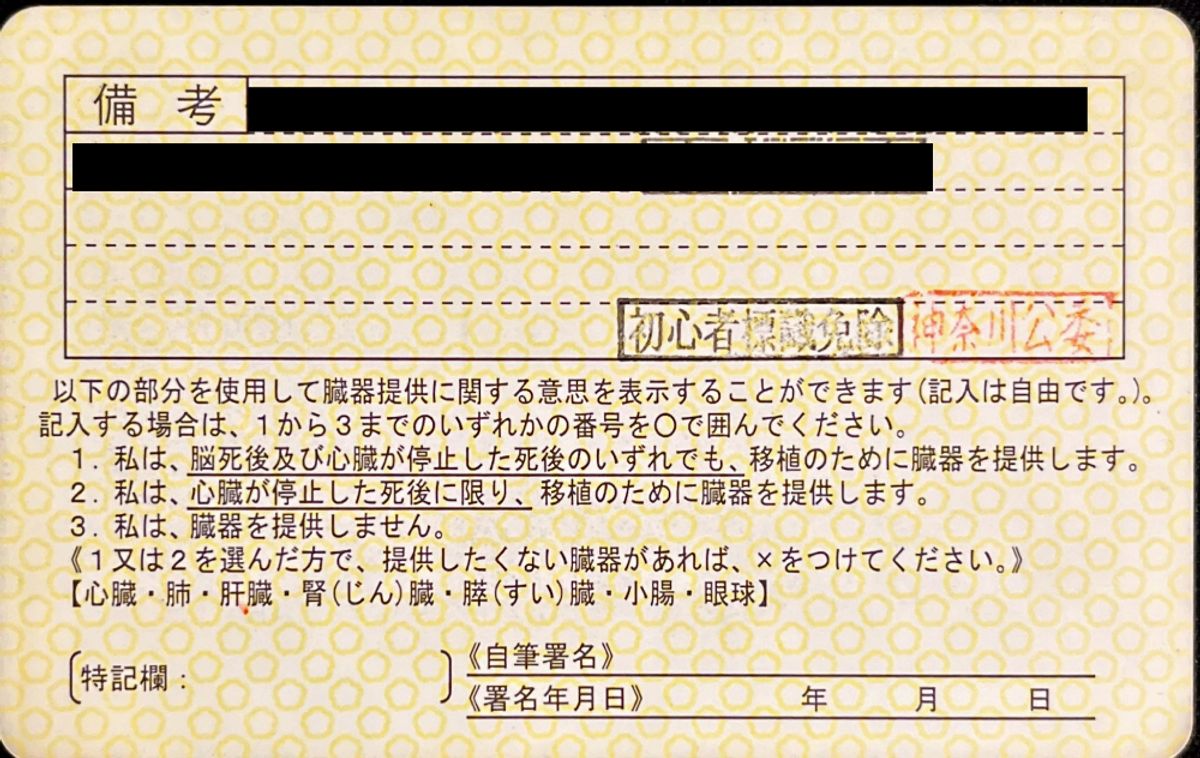 備考
初心者標識免除 神奈川公委
以下の部分を使用して臓器提供に関する意思を表示することができます(記入は自由です。)。
記入する場合は、1から3までのいずれかの番号を〇で囲んでください。
1. 私は、脳死後及び心臓が停止した死後のいずれでも、移植のために臓器を提供します。
2. 私は、心臓が停止した死後に限り、移植のために臓器を提供します。
3. 私は、臓器を提供しません。
《1又は2を選んだ方で、提供したくない臓器があれば、×をつけてください。》
【心臓・肺・肝臓・腎(じん)臓・膵(すい)臓・小腸・眼球】
《自筆署名》
特記欄:
《署名年月日》 年 月 日